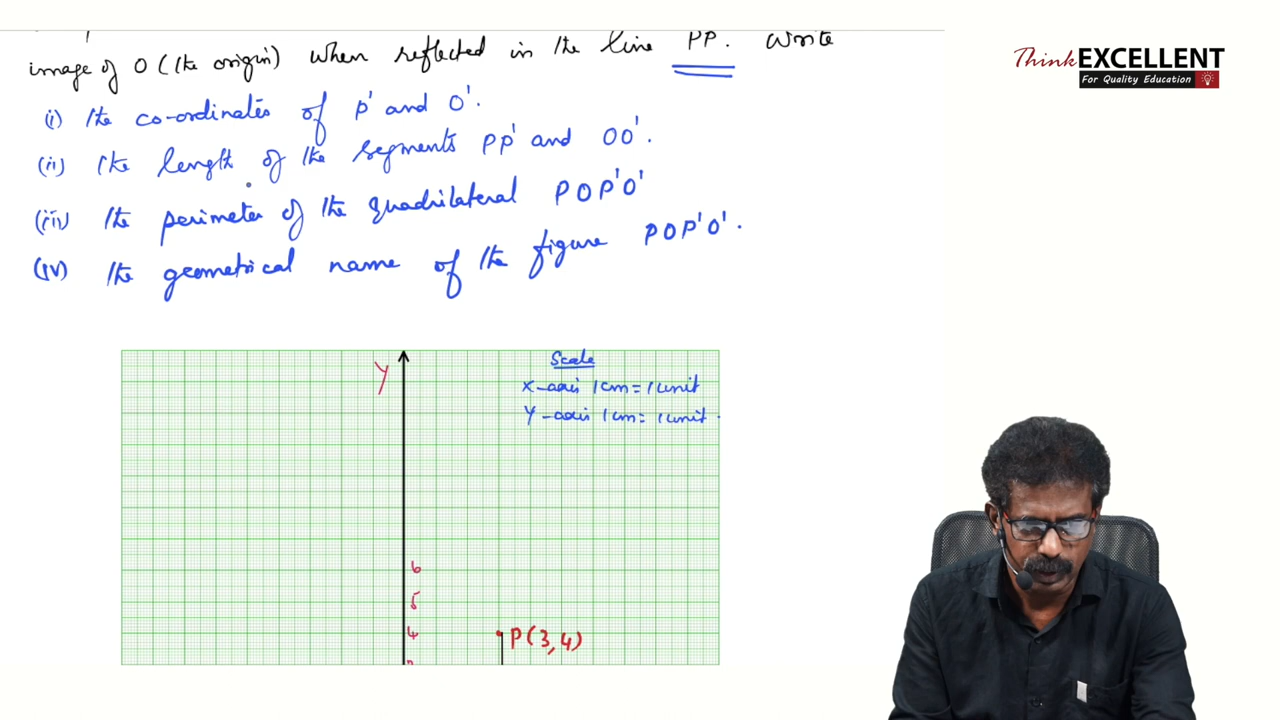 image of O (the origin) when reflected in the line PP'. Write
(i) the co-ordinates of P' and O'.
(ii) the length of the segments PP' and OO'.
(iii) the perimeter of the quadrilateral POP'O'
(iv) the geometrical name of the figure POP'O'.
Think EXCELLENT
For Quality Education
Y
Scale
X-axis 1cm = 1 unit
Y-axis 1cm = 1 unit
6
5
4
P(3,4)